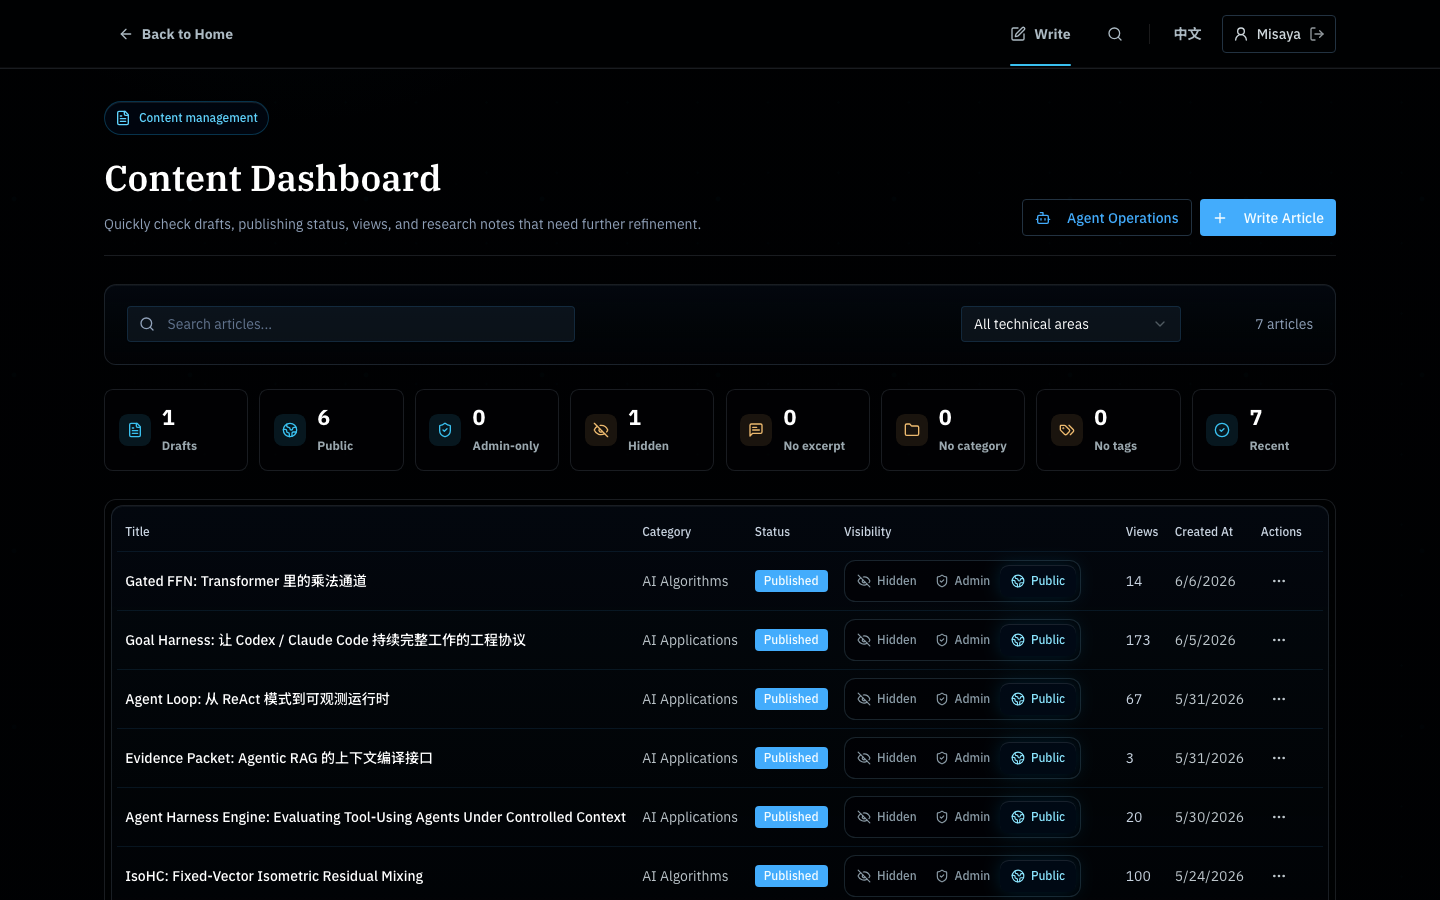 Back to Home
Write
中文
Misaya
Content management
Content Dashboard
Quickly check drafts, publishing status, views, and research notes that need further refinement.
Agent Operations
Write Article
Search articles...
All technical areas
7 articles
1
Drafts
6
Public
0
Admin-only
1
Hidden
0
No excerpt
0
No category
0
No tags
7
Recent
Title Category Status Visibility Views Created At Actions
Gated FFN: Transformer 里的乘法通道 AI Algorithms Published Hidden Admin Public 14 6/6/2026
Goal Harness: 让 Codex / Claude Code 持续完整工作的工程协议 AI Applications Published Hidden Admin Public 173 6/5/2026
Agent Loop: 从 ReAct 模式到可观测运行时 AI Applications Published Hidden Admin Public 67 5/31/2026
Evidence Packet: Agentic RAG 的上下文编译接口 AI Applications Published Hidden Admin Public 3 5/31/2026
Agent Harness Engine: Evaluating Tool-Using Agents Under Controlled Context AI Applications Published Hidden Admin Public 20 5/30/2026
IsoHC: Fixed-Vector Isometric Residual Mixing AI Algorithms Published Hidden Admin Public 100 5/24/2026